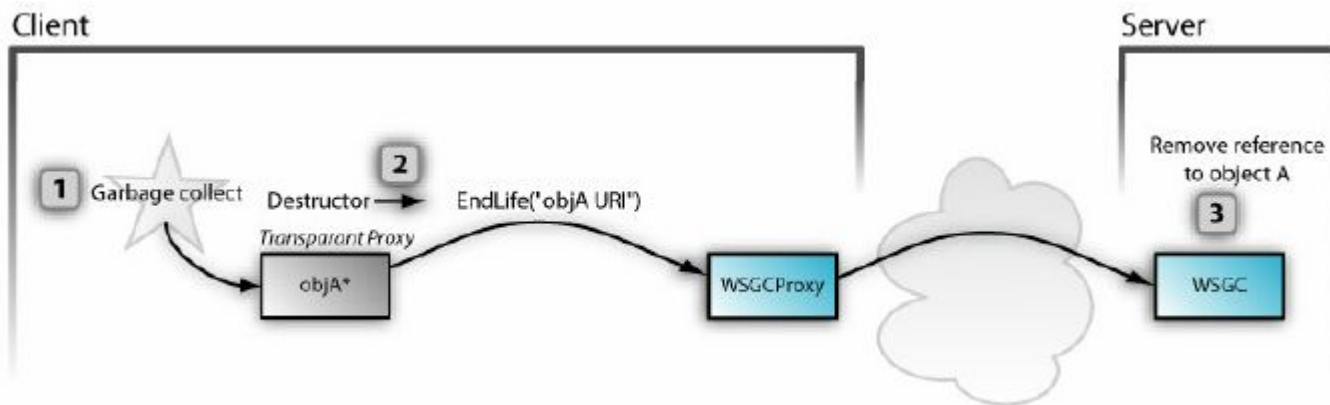 Client
Server
1
Garbage collect
2
Destructor
EndLife("objA URI")
Transparant Proxy
objA*
WSGCProxy
Remove reference
to object A
3
WSGC